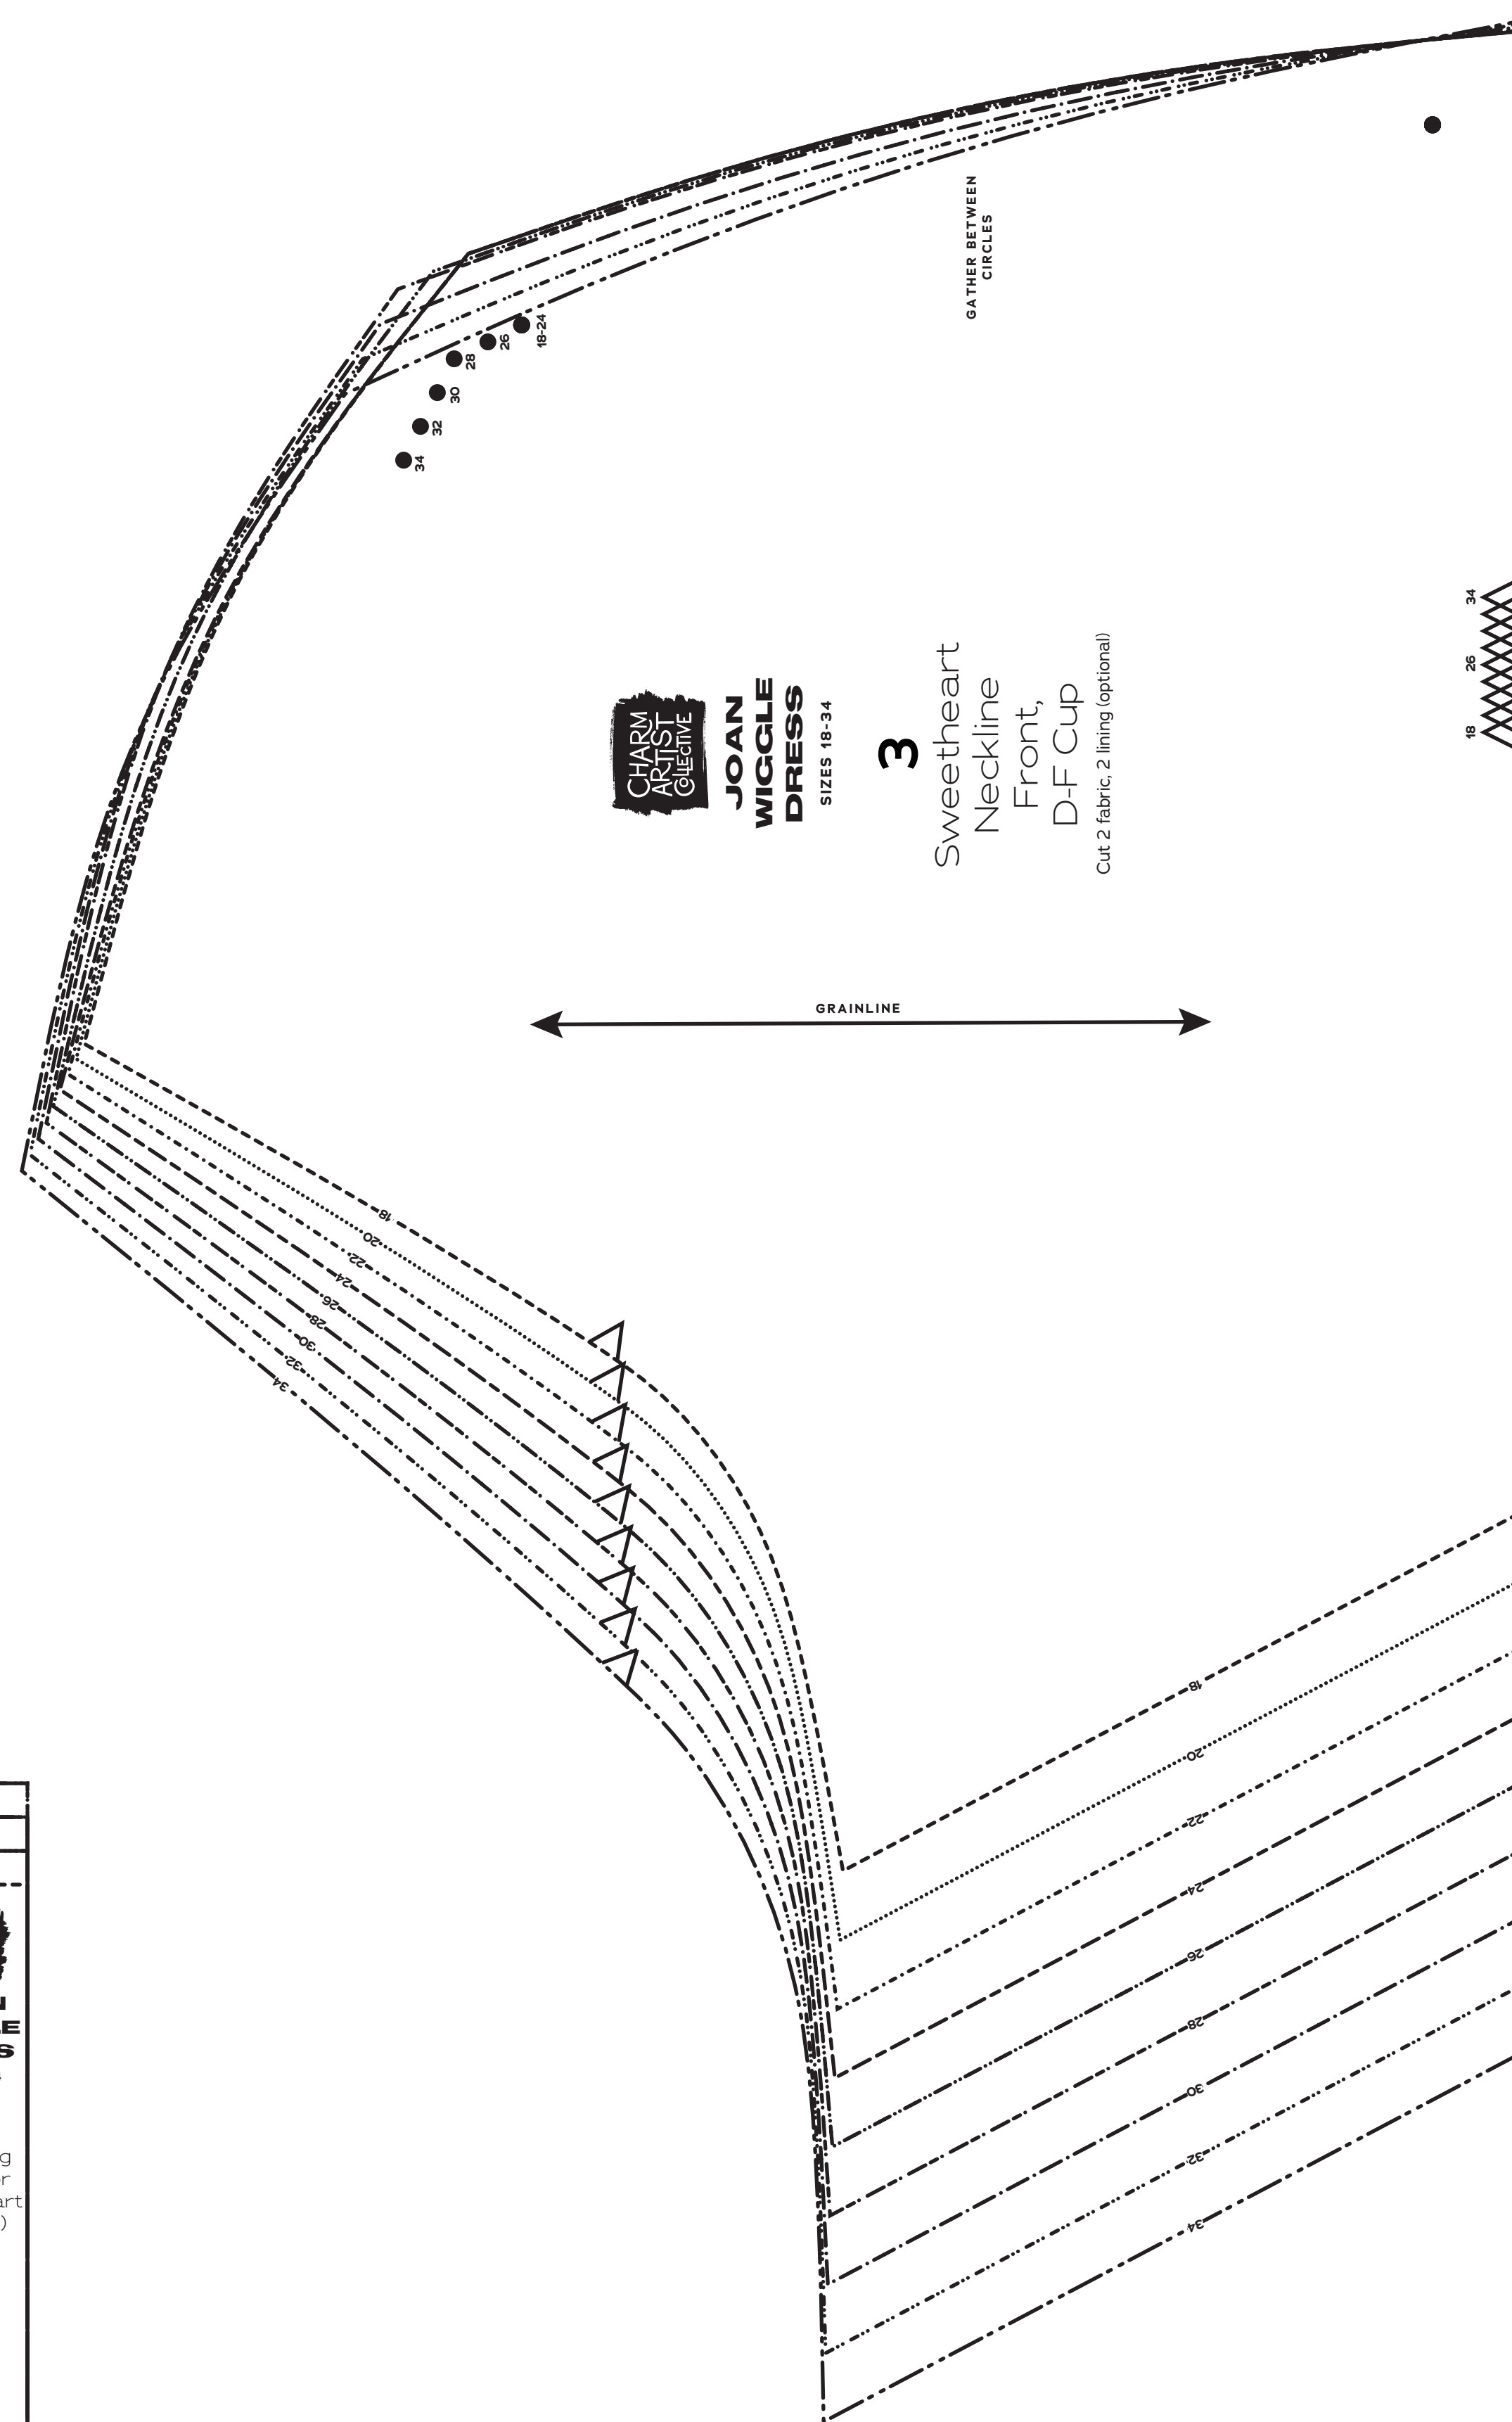 GATHER BETWEEN
CIRCLES
18-24
26
28
30
32
34
CHARM
ARTIST
COLLECTIVE
JOAN
WIGGLE
DRESS
SIZES 18-34
3
Sweetheart
Neckline
Front,
D-F Cup
Cut 2 fabric, 2 lining (optional)
34
26
18
GRAINLINE
18
20
22
24
26
28
30
32
34
18
20
22
24
26
28
30
32
34